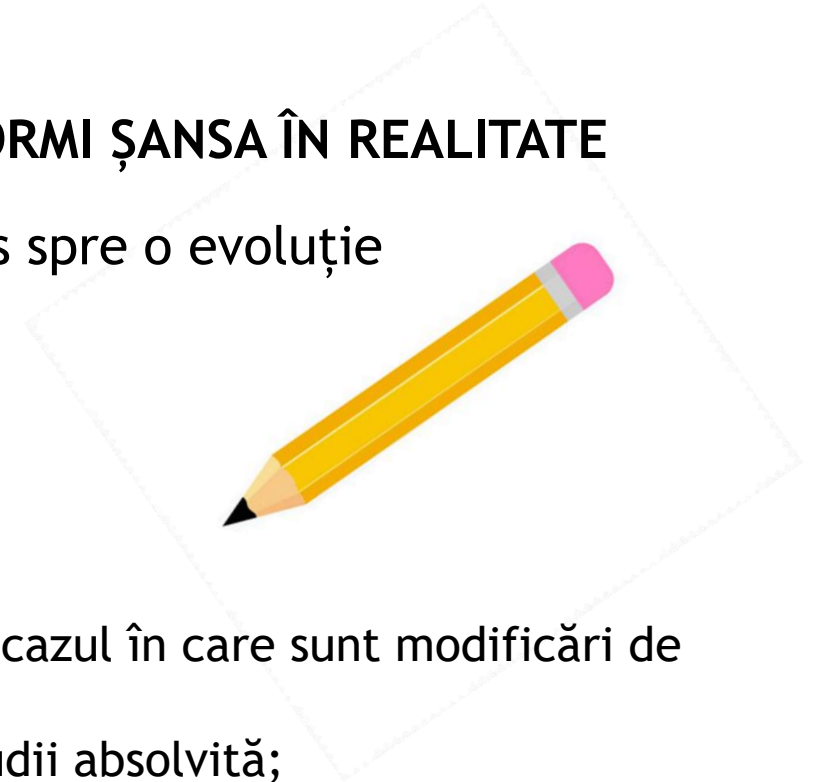 ORMI ȘANSA ÎN REALITATE
s spre o evoluție
cazul în care sunt modificări de
udii absolvită;